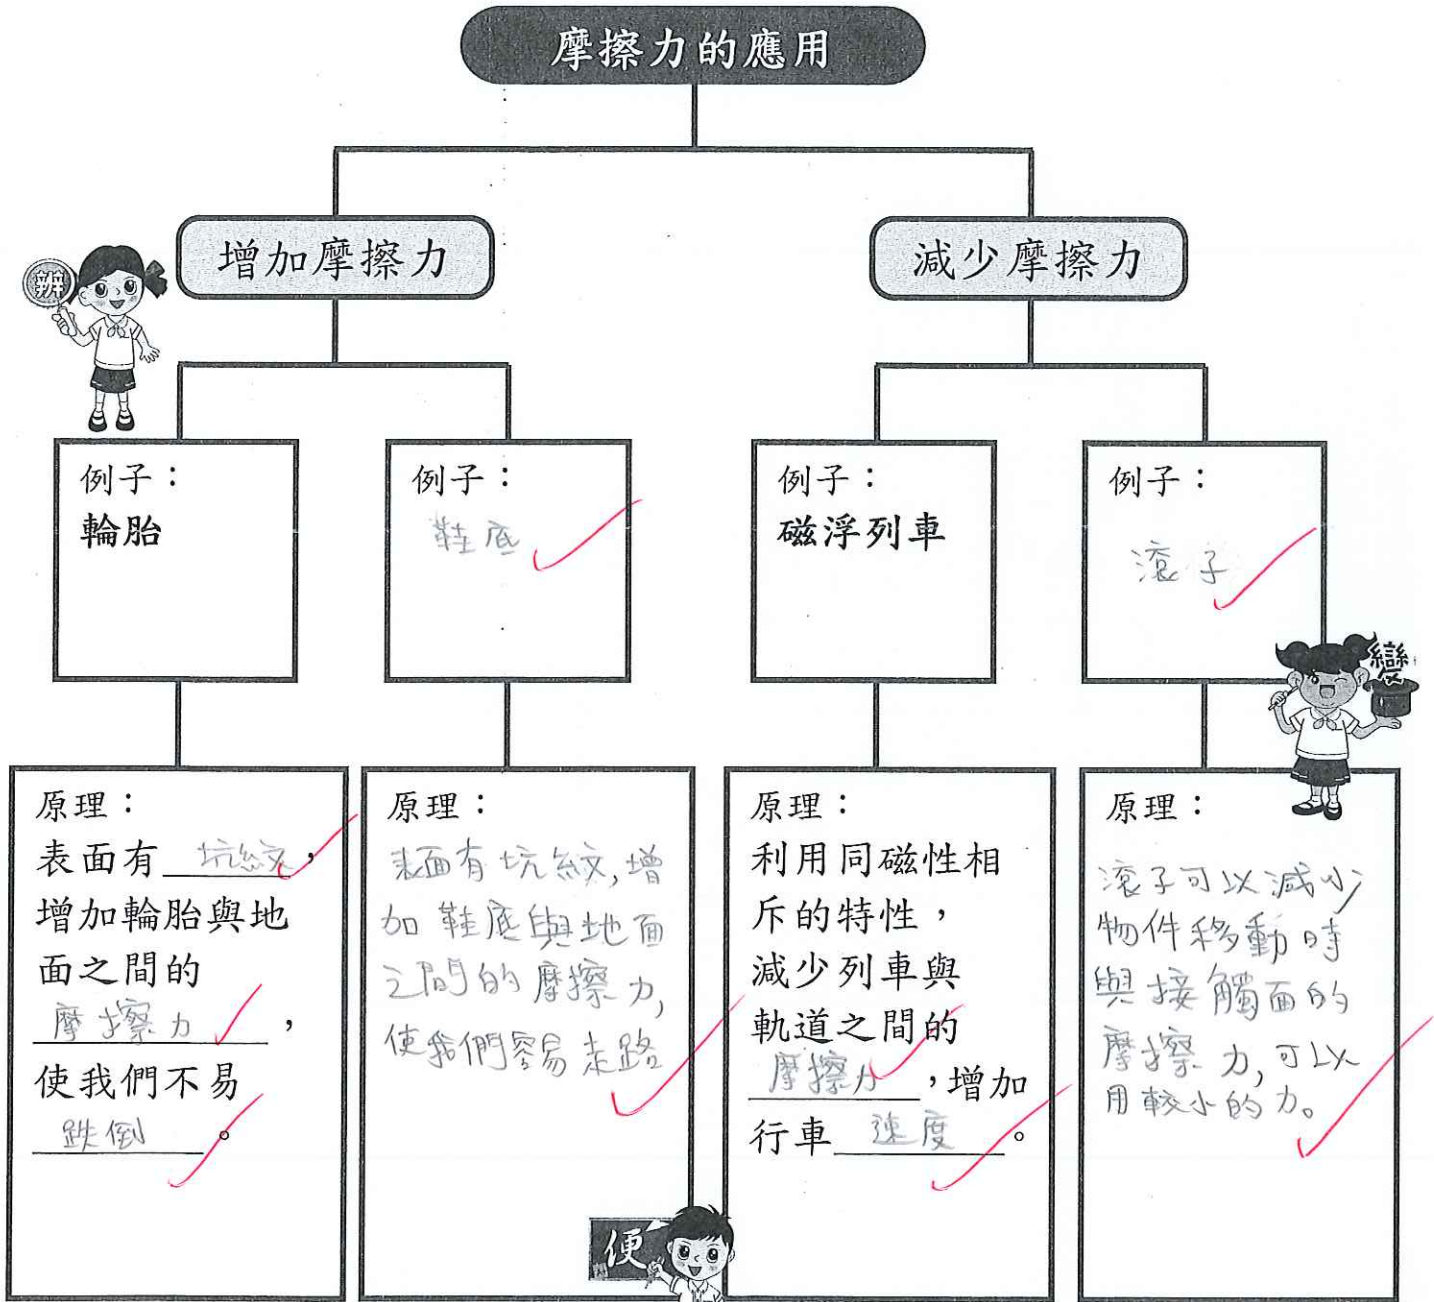 摩擦力的應用
增加摩擦力
減少摩擦力
辨
例子：
輪胎
例子：
鞋底
例子：
磁浮列車
例子：
滾子
變
原理：
表面有 坑紋，
增加輪胎與地
面之間的
摩擦力，
使我們不易
跌倒。
原理：
表面有坑紋,增
加鞋底與地面
之間的摩擦力,
使我們容易走路
原理：
利用同磁性相
斥的特性，
減少列車與
軌道之間的
摩擦力，增加
行車 速度。
原理：
滾子可以減少
物件移動時
與接觸面的
摩擦力,可以
用較小的力。
便